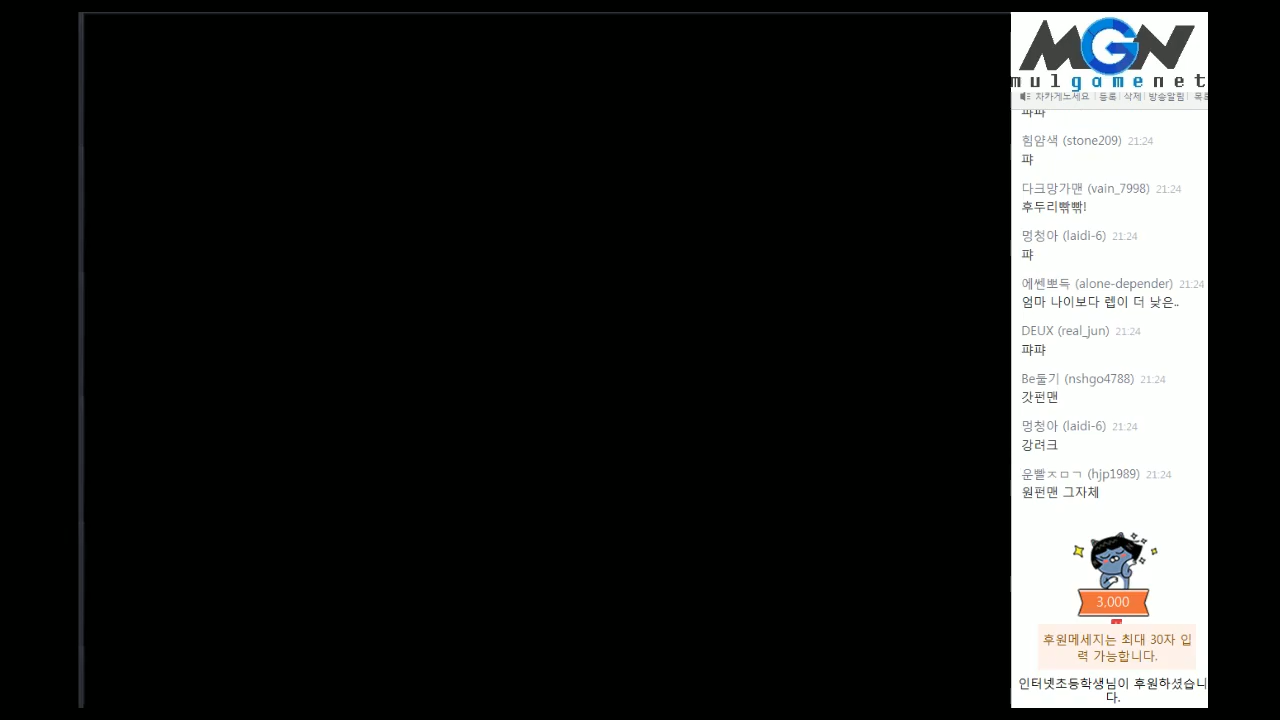 MGN
mulgamenet
차카게노세요 | 등록 | 삭제 | 방송알림 | 목록
파파
힘얌색 (stone209) 21:24
퍄
다크망가맨 (vain_7998) 21:24
후두리빾빾!
멍청아 (laidi-6) 21:24
퍄
에쎈뽀득 (alone-depender) 21:24
엄마 나이보다 렙이 더 낮은..
DEUX (real_jun) 21:24
퍄퍄
Be둘기 (nshgo4788) 21:24
갓펀맨
멍청아 (laidi-6) 21:24
강려크
운빨ㅈㅁㄱ (hjp1989) 21:24
원펀맨 그자체
3,000
후원메세지는 최대 30자 입
력 가능합니다.
인터넷초등학생님이 후원하셨습니
다.